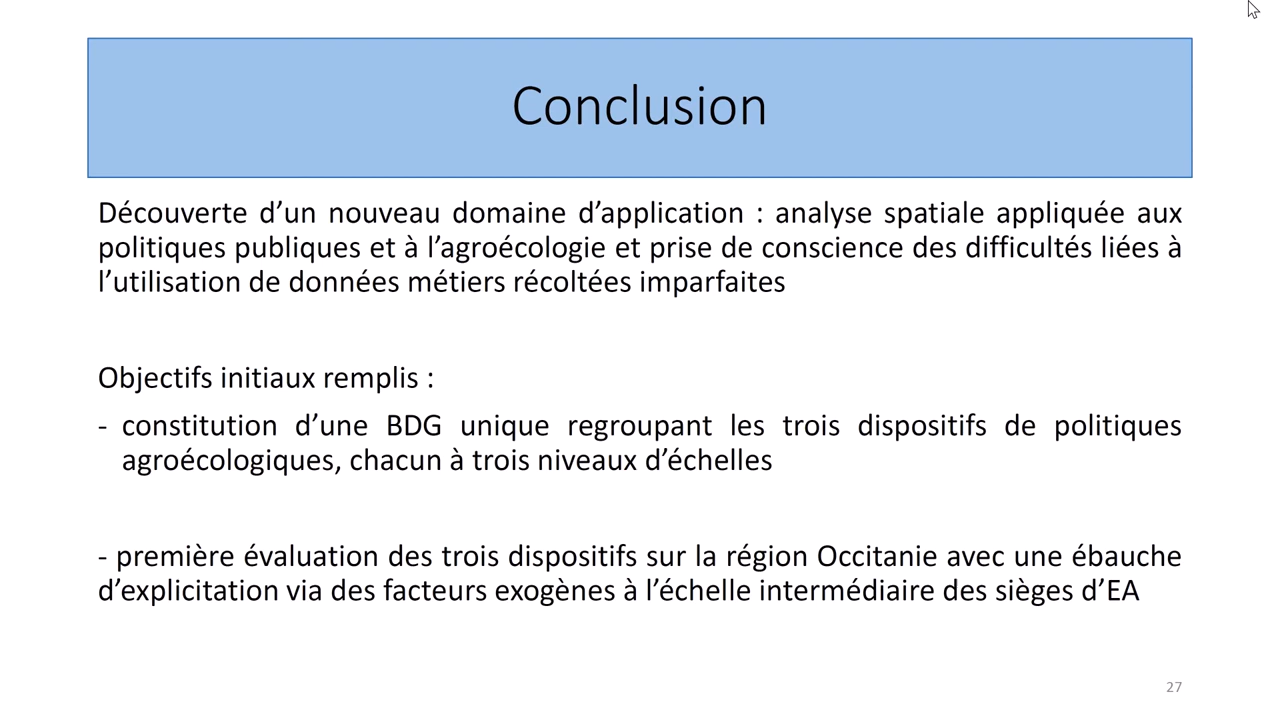 Conclusion
Découverte d’un nouveau domaine d’application : analyse spatiale appliquée aux
politiques publiques et à l’agroécologie et prise de conscience des difficultés liées à
l’utilisation de données métiers récoltées imparfaites
Objectifs initiaux remplis :
- constitution d’une BDG unique regroupant les trois dispositifs de politiques
agroécologiques, chacun à trois niveaux d’échelles
- première évaluation des trois dispositifs sur la région Occitanie avec une ébauche
d’explicitation via des facteurs exogènes à l’échelle intermédiaire des sièges d’EA
27